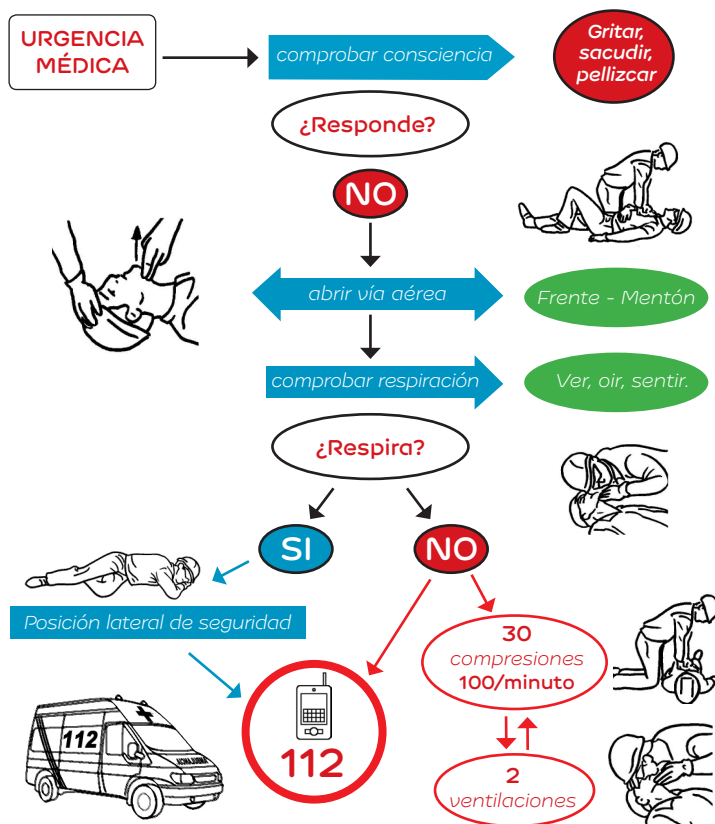 URGENCIA
MÉDICA
comprobar consciencia
Gritar,
sacudir,
pellizcar
¿Responde?
NO
abrir vía aérea
Frente - Mentón
comprobar respiración
Ver, oir, sentir.
¿Respira?
SI
NO
Posición lateral de seguridad
30
compresiones
100/minuto
112
112
AMBULANCIA
2
ventilaciones